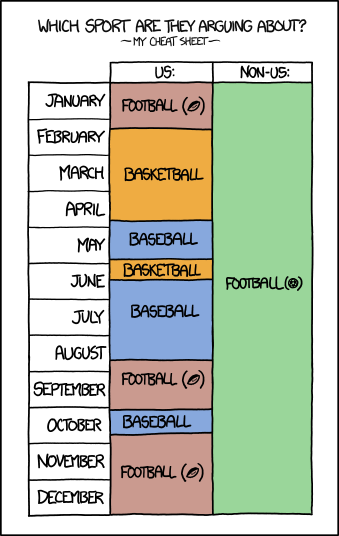 WHICH SPORT ARE THEY ARGUING ABOUT?
—MY CHEAT SHEET—
US: NON-US:
JANUARY FOOTBALL ()
FEBRUARY
MARCH BASKETBALL
APRIL
MAY BASEBALL
JUNE BASKETBALL
FOOTBALL()
JULY BASEBALL
AUGUST
SEPTEMBER FOOTBALL ()
OCTOBER BASEBALL
NOVEMBER
FOOTBALL ()
DECEMBER